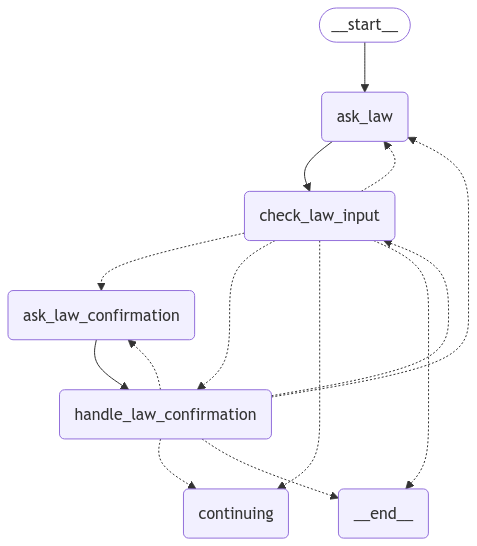 __start__
ask_law
check_law_input
ask_law_confirmation
handle_law_confirmation
continuing
__end__